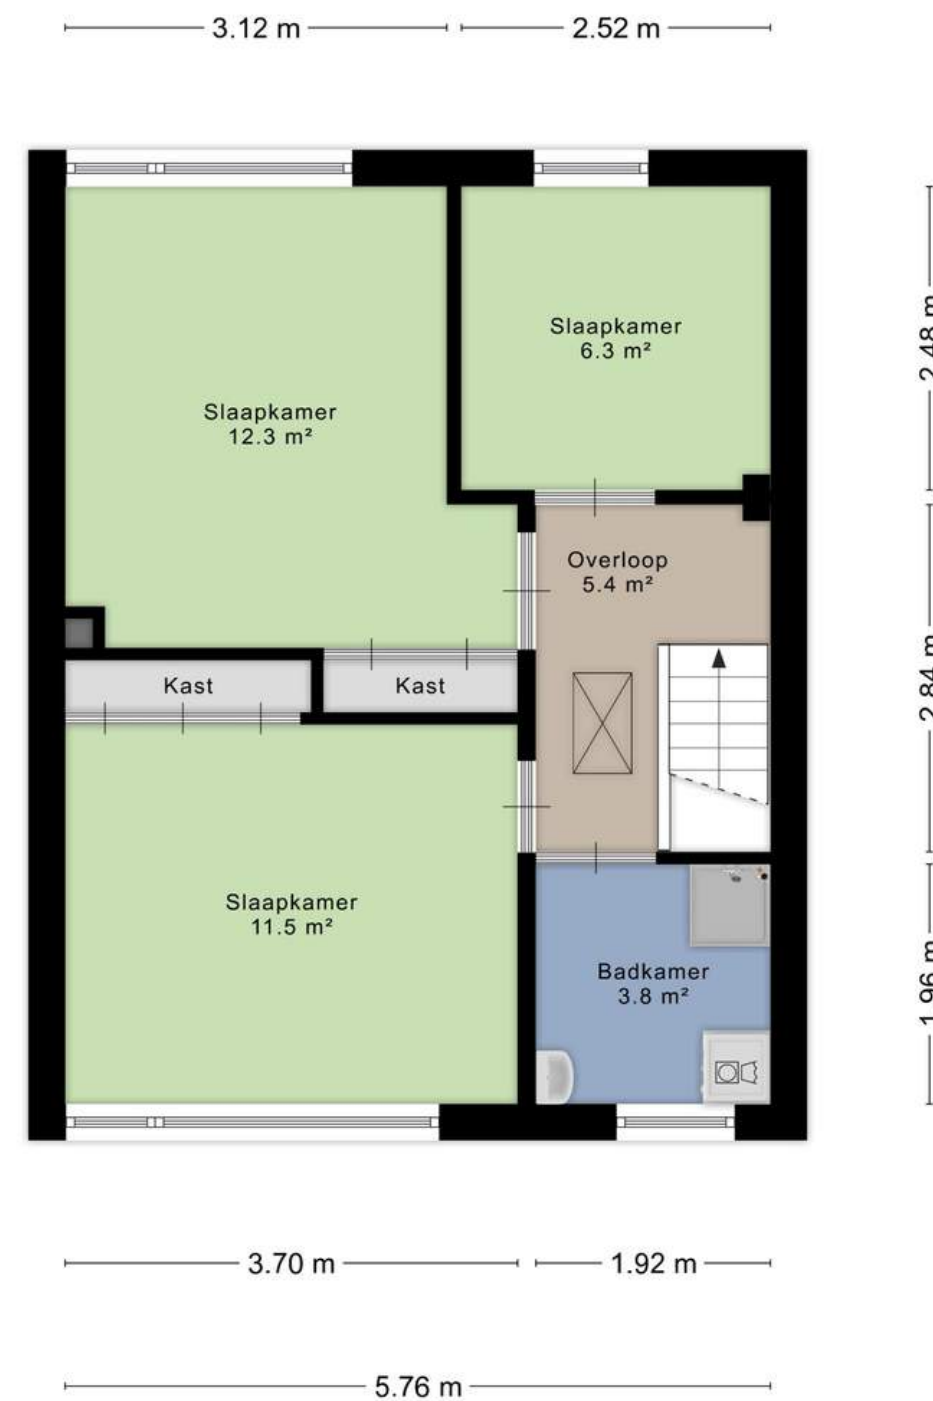 3.12 m
2.52 m
Slaapkamer
6.3 m²
2.48 m
Slaapkamer
12.3 m²
Overloop
5.4 m²
2.84 m
Kast
Kast
Slaapkamer
11.5 m²
Badkamer
3.8 m²
1.96 m
3.70 m
1.92 m
5.76 m